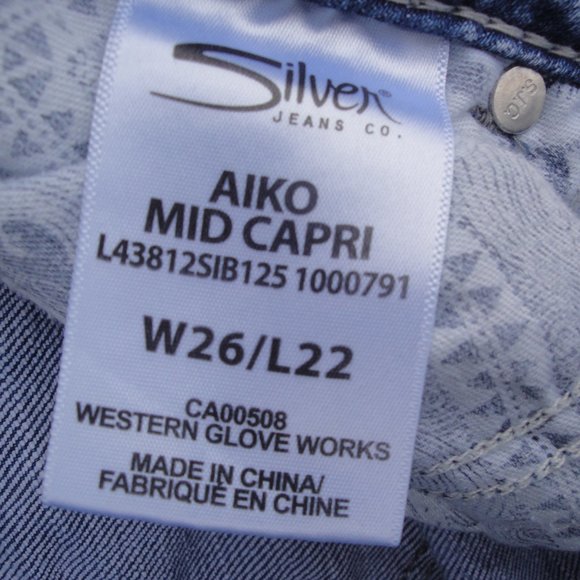 Silver®
JEANS CO.
AIKO
MID CAPRI
L43812SIB125 1000791
W26/L22
CA00508
WESTERN GLOVE WORKS
MADE IN CHINA/
FABRIQUÉ EN CHINE